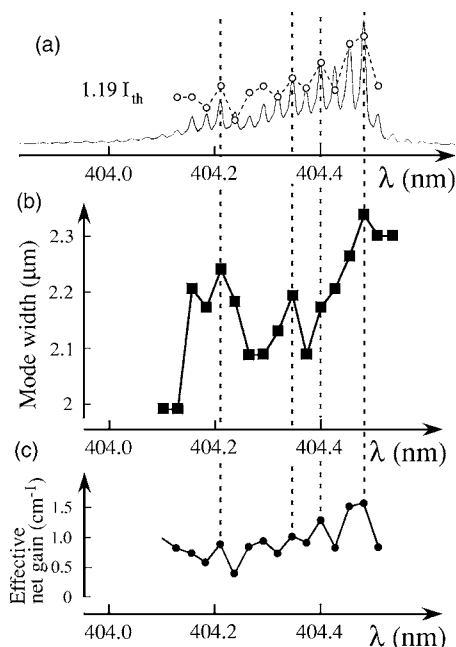 (a)
1.19 I_th
404.0 404.2 404.4 λ (nm)
(b)
Mode width (μm)
2.3
2.2
2.1
2
404.0 404.2 404.4 λ (nm)
(c)
Effective
net gain (cm⁻¹)
1.5
1.0
0.5
0
404.0 404.2 404.4 λ (nm)